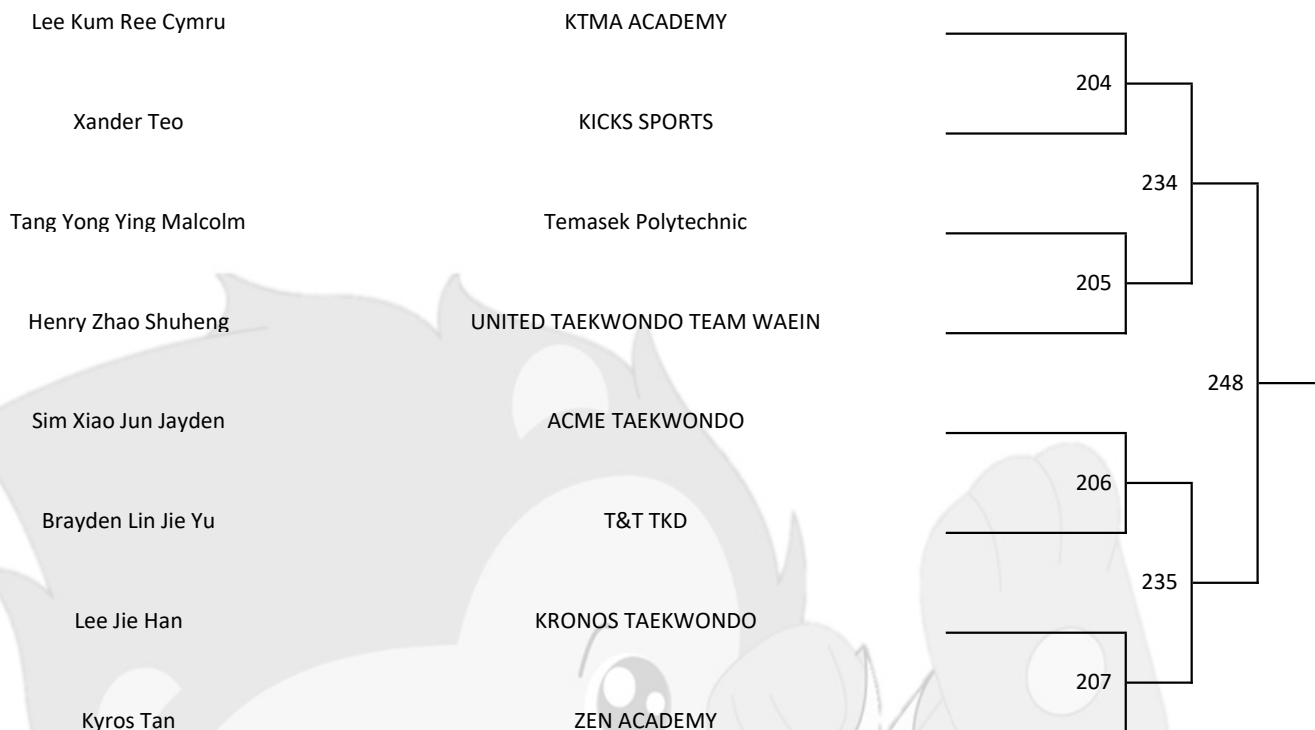 Lee Kum Ree Cymru KTMA ACADEMY
204
Xander Teo KICKS SPORTS
234
Tang Yong Ying Malcolm Temasek Polytechnic
205
Henry Zhao Shuheng UNITED TAEKWONDO TEAM WAEIN
248
Sim Xiao Jun Jayden ACME TAEKWONDO
206
Brayden Lin Jie Yu T&T TKD
235
Lee Jie Han KRONOS TAEKWONDO
207
Kyros Tan ZEN ACADEMY